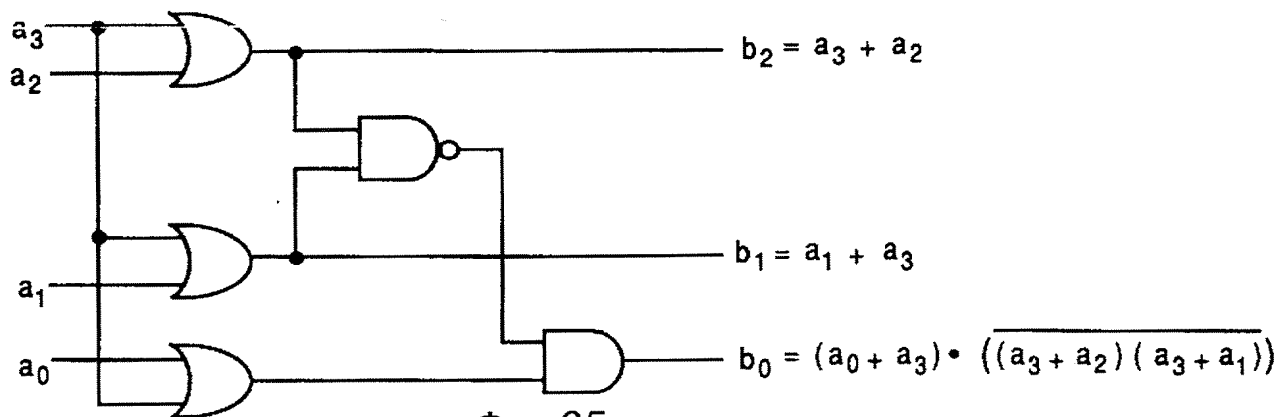 a₃
b₂ = a₃ + a₂
a₂
b₁ = a₁ + a₃
a₁
a₀
b₀ = (a₀ + a₃) • ((a₃ + a₂)(a₃ + a₁))